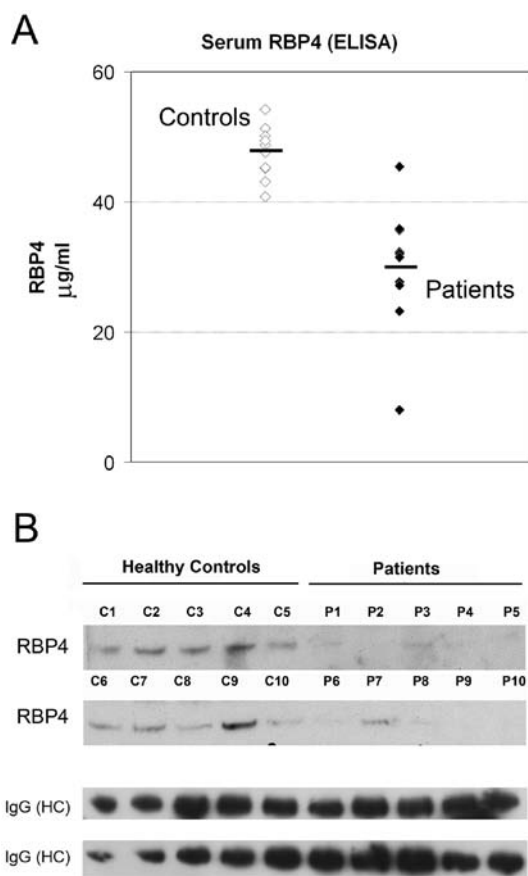 A
Serum RBP4 (ELISA)
60
Controls
40
RBP4
µg/ml
Patients
20
0
B
Healthy Controls Patients
C1 C2 C3 C4 C5 P1 P2 P3 P4 P5
RBP4
C6 C7 C8 C9 C10 P6 P7 P8 P9 P10
RBP4
IgG (HC)
IgG (HC)